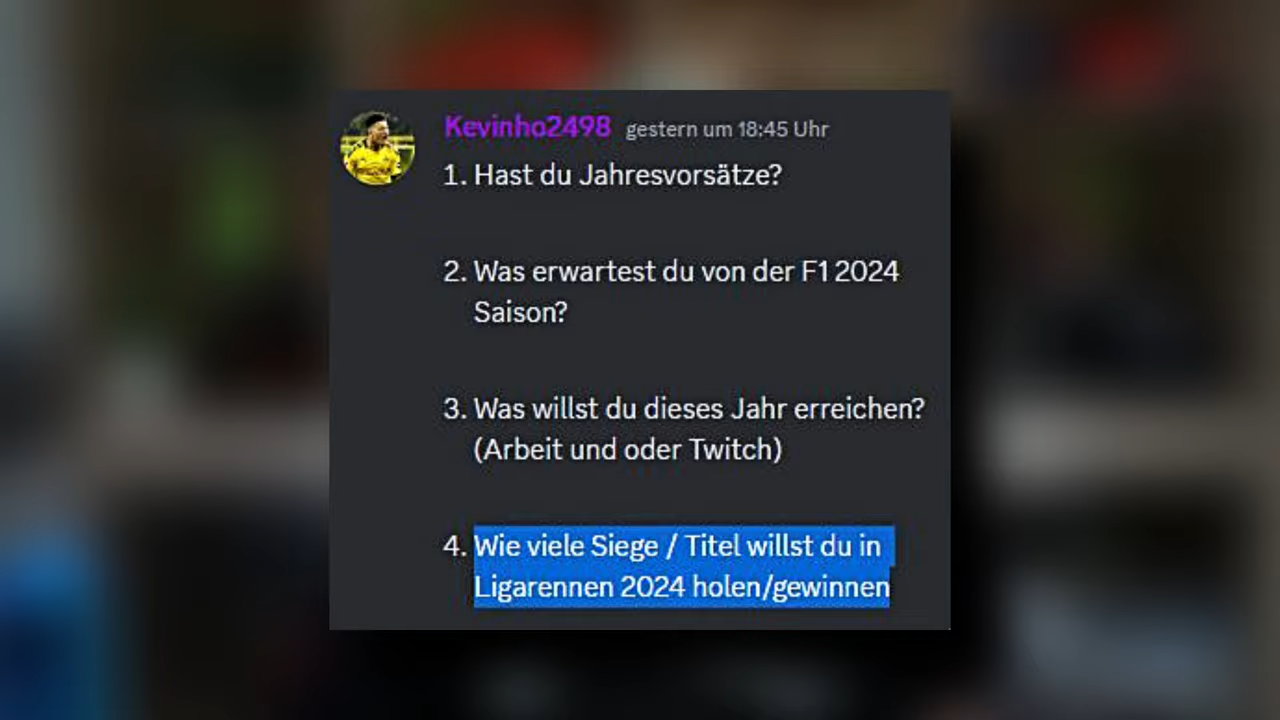 Kevinho2498 gestern um 18:45 Uhr
1. Hast du Jahresvorsätze?
2. Was erwartest du von der F1 2024
Saison?
3. Was willst du dieses Jahr erreichen?
(Arbeit und oder Twitch)
4. Wie viele Siege / Titel willst du in
Ligarennen 2024 holen/gewinnen